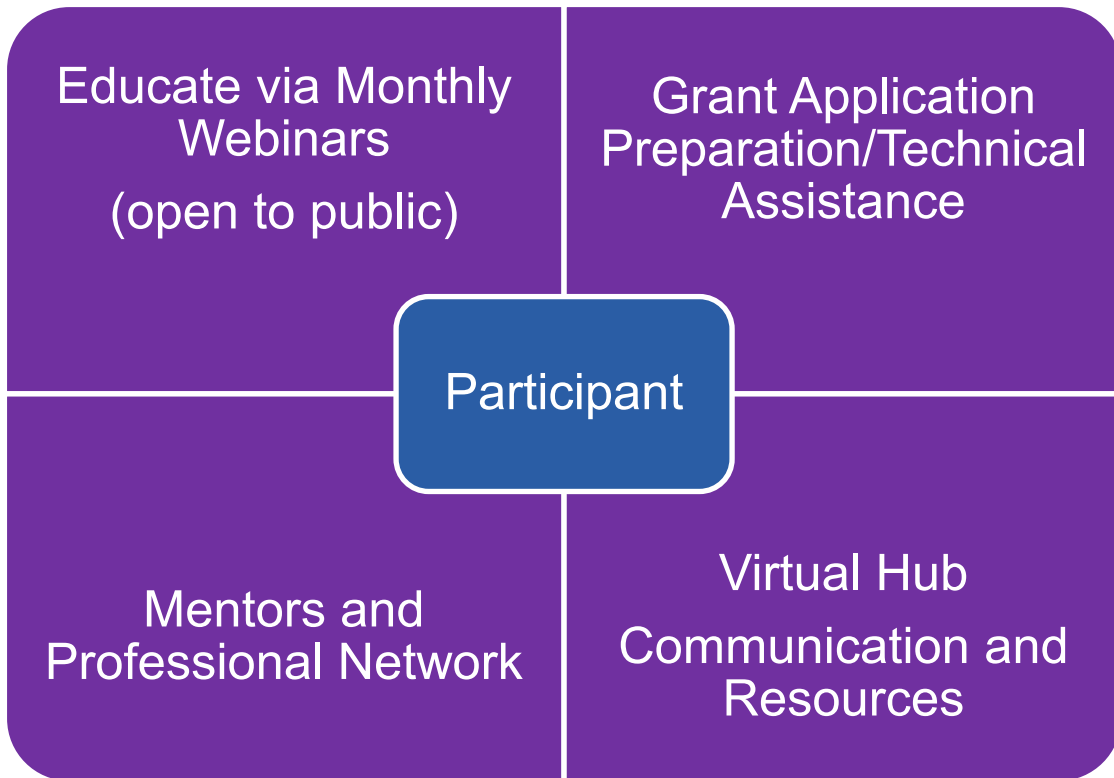 Educate via Monthly
Webinars
(open to public)
Grant Application
Preparation/Technical
Assistance
Participant
Mentors and
Professional Network
Virtual Hub
Communication and
Resources